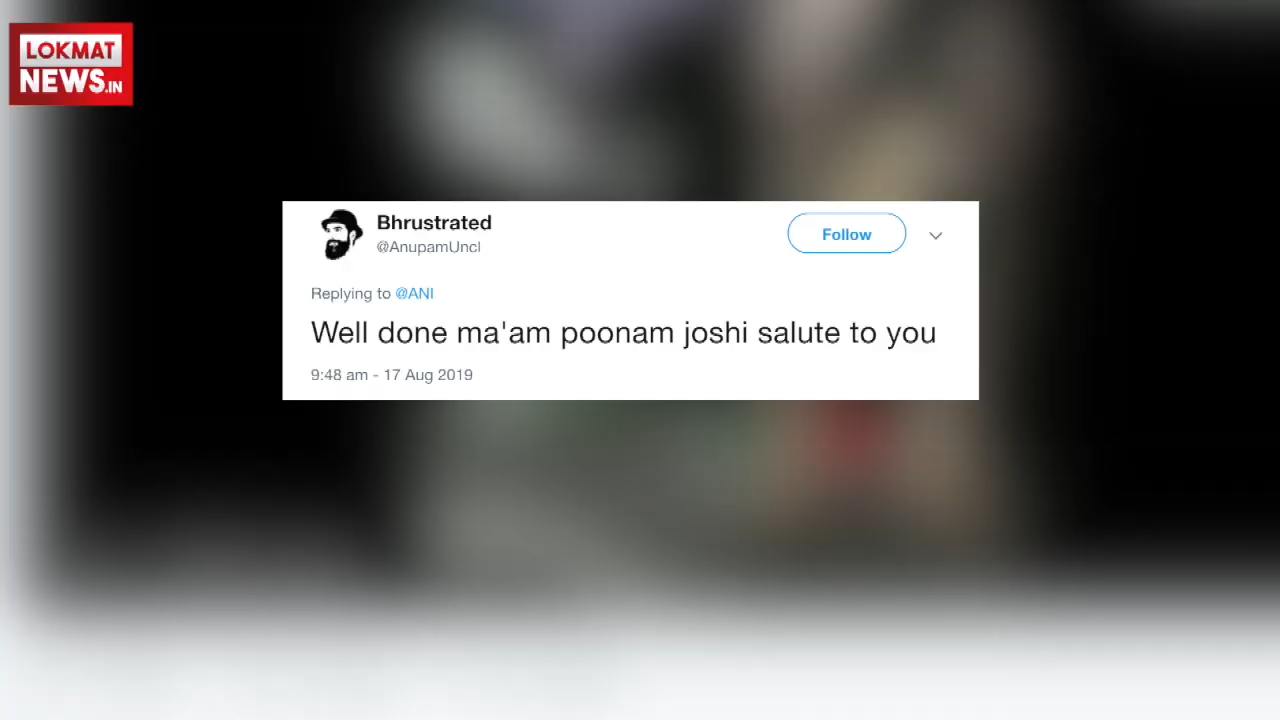 LOKMAT
NEWS.IN
Bhrustrated
@AnupamUncl
Follow
Replying to @ANI
Well done ma'am poonam joshi salute to you
9:48 am - 17 Aug 2019